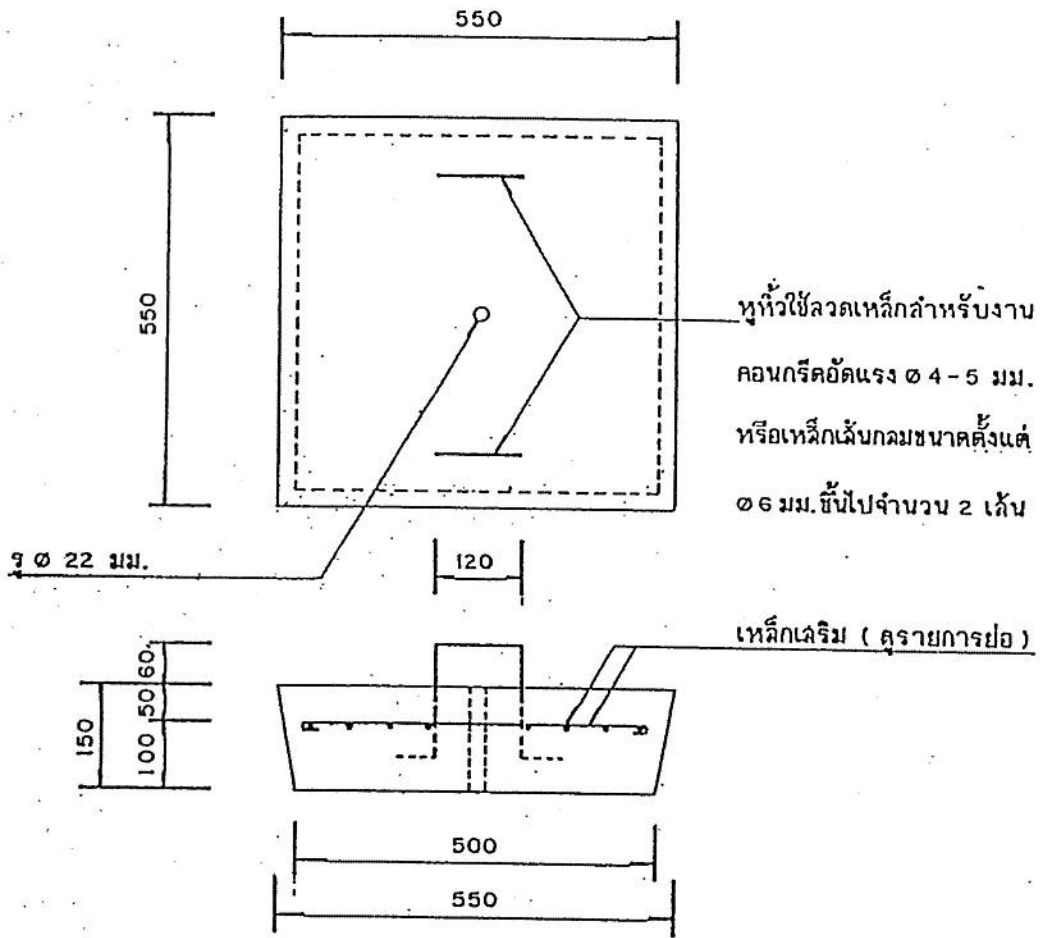 550
550
หูหิ้วใช้ลวดเหล็กสำหรับงาน
คอนกรีตอัดแรง Ø 4-5 มม.
หรือเหล็กเส้นกลมขนาดตั้งแต่
Ø 6 มม. ขึ้นไปจำนวน 2 เส้น
รู Ø 22 มม.
120
เหล็กเสริม ( ดูรายการย่อ )
60
50
150
100
500
550